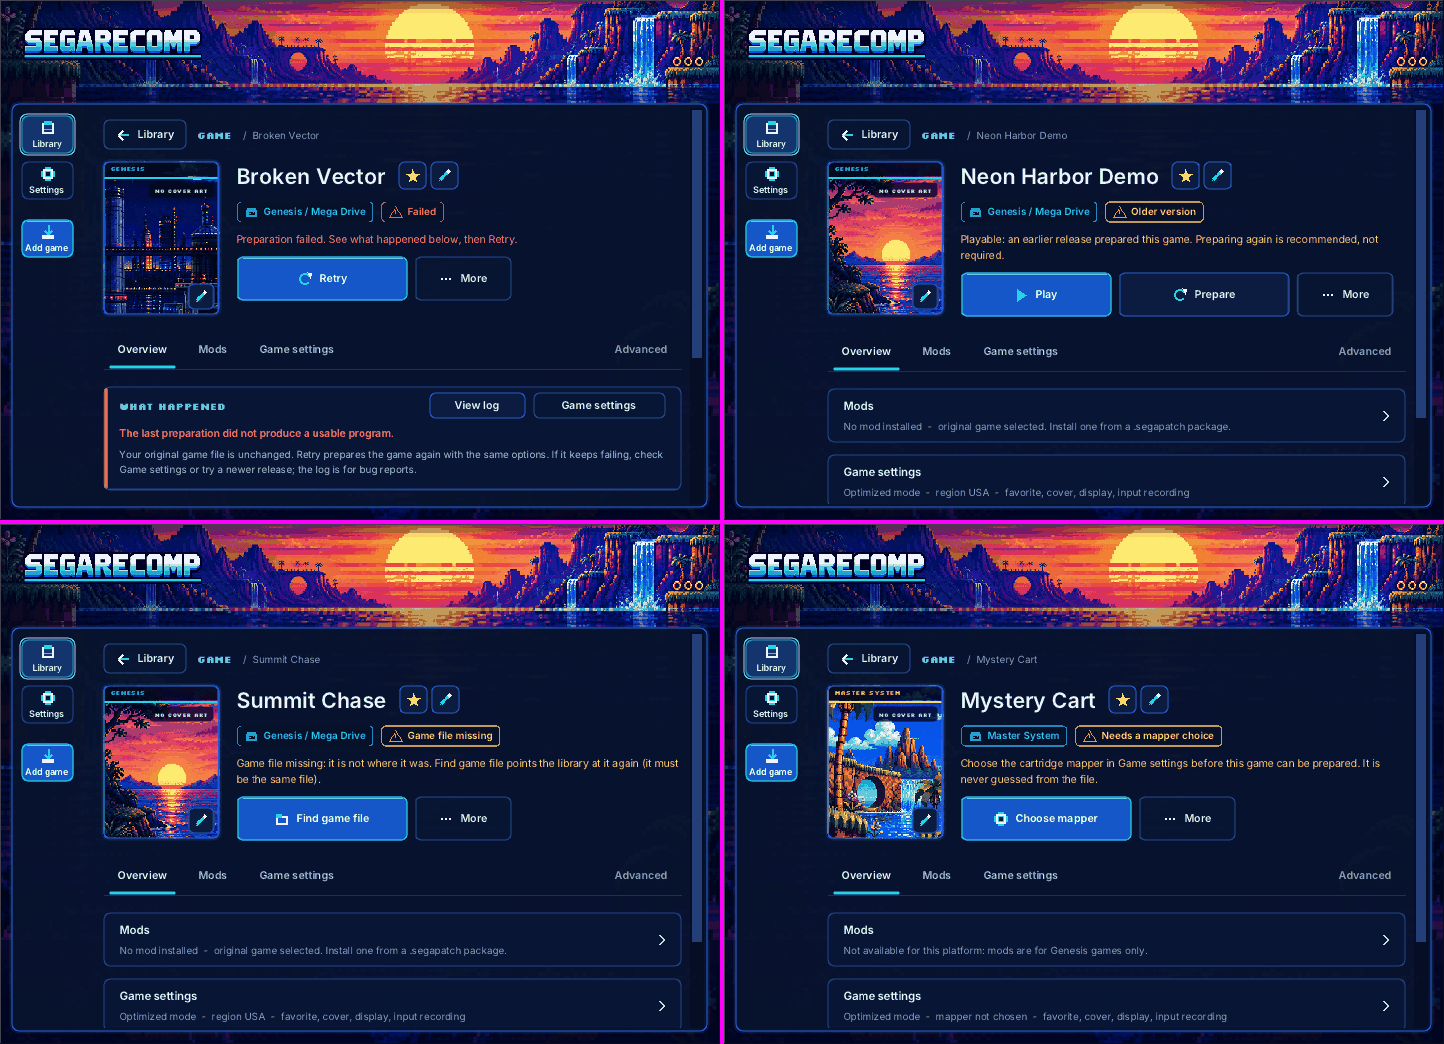 SEGARECOMP
Library
Settings
Add game
Library
GAME / Broken Vector
GENESIS
NO COVER ART
Broken Vector
Genesis / Mega Drive
Failed
Preparation failed. See what happened below, then Retry.
Retry
··· More
Overview
Mods
Game settings
Advanced
WHAT HAPPENED
View log
Game settings
The last preparation did not produce a usable program.
Your original game file is unchanged. Retry prepares the game again with the same options. If it keeps failing, check
Game settings or try a newer release; the log is for bug reports.
SEGARECOMP
Library
Settings
Add game
Library
GAME / Neon Harbor Demo
GENESIS
NO COVER ART
Neon Harbor Demo
Genesis / Mega Drive
Older version
Playable: an earlier release prepared this game. Preparing again is recommended, not
required.
Play
Prepare
··· More
Overview
Mods
Game settings
Advanced
Mods
No mod installed - original game selected. Install one from a .segapatch package.
Game settings
Optimized mode - region USA - favorite, cover, display, input recording
SEGARECOMP
Library
Settings
Add game
Library
GAME / Summit Chase
GENESIS
NO COVER ART
Summit Chase
Genesis / Mega Drive
Game file missing
Game file missing: it is not where it was. Find game file points the library at it again (it must
be the same file).
Find game file
··· More
Overview
Mods
Game settings
Advanced
Mods
No mod installed - original game selected. Install one from a .segapatch package.
Game settings
Optimized mode - region USA - favorite, cover, display, input recording
SEGARECOMP
Library
Settings
Add game
Library
GAME / Mystery Cart
MASTER SYSTEM
NO COVER ART
Mystery Cart
Master System
Needs a mapper choice
Choose the cartridge mapper in Game settings before this game can be prepared. It is
never guessed from the file.
Choose mapper
··· More
Overview
Mods
Game settings
Advanced
Mods
Not available for this platform: mods are for Genesis games only.
Game settings
Optimized mode - mapper not chosen - favorite, cover, display, input recording